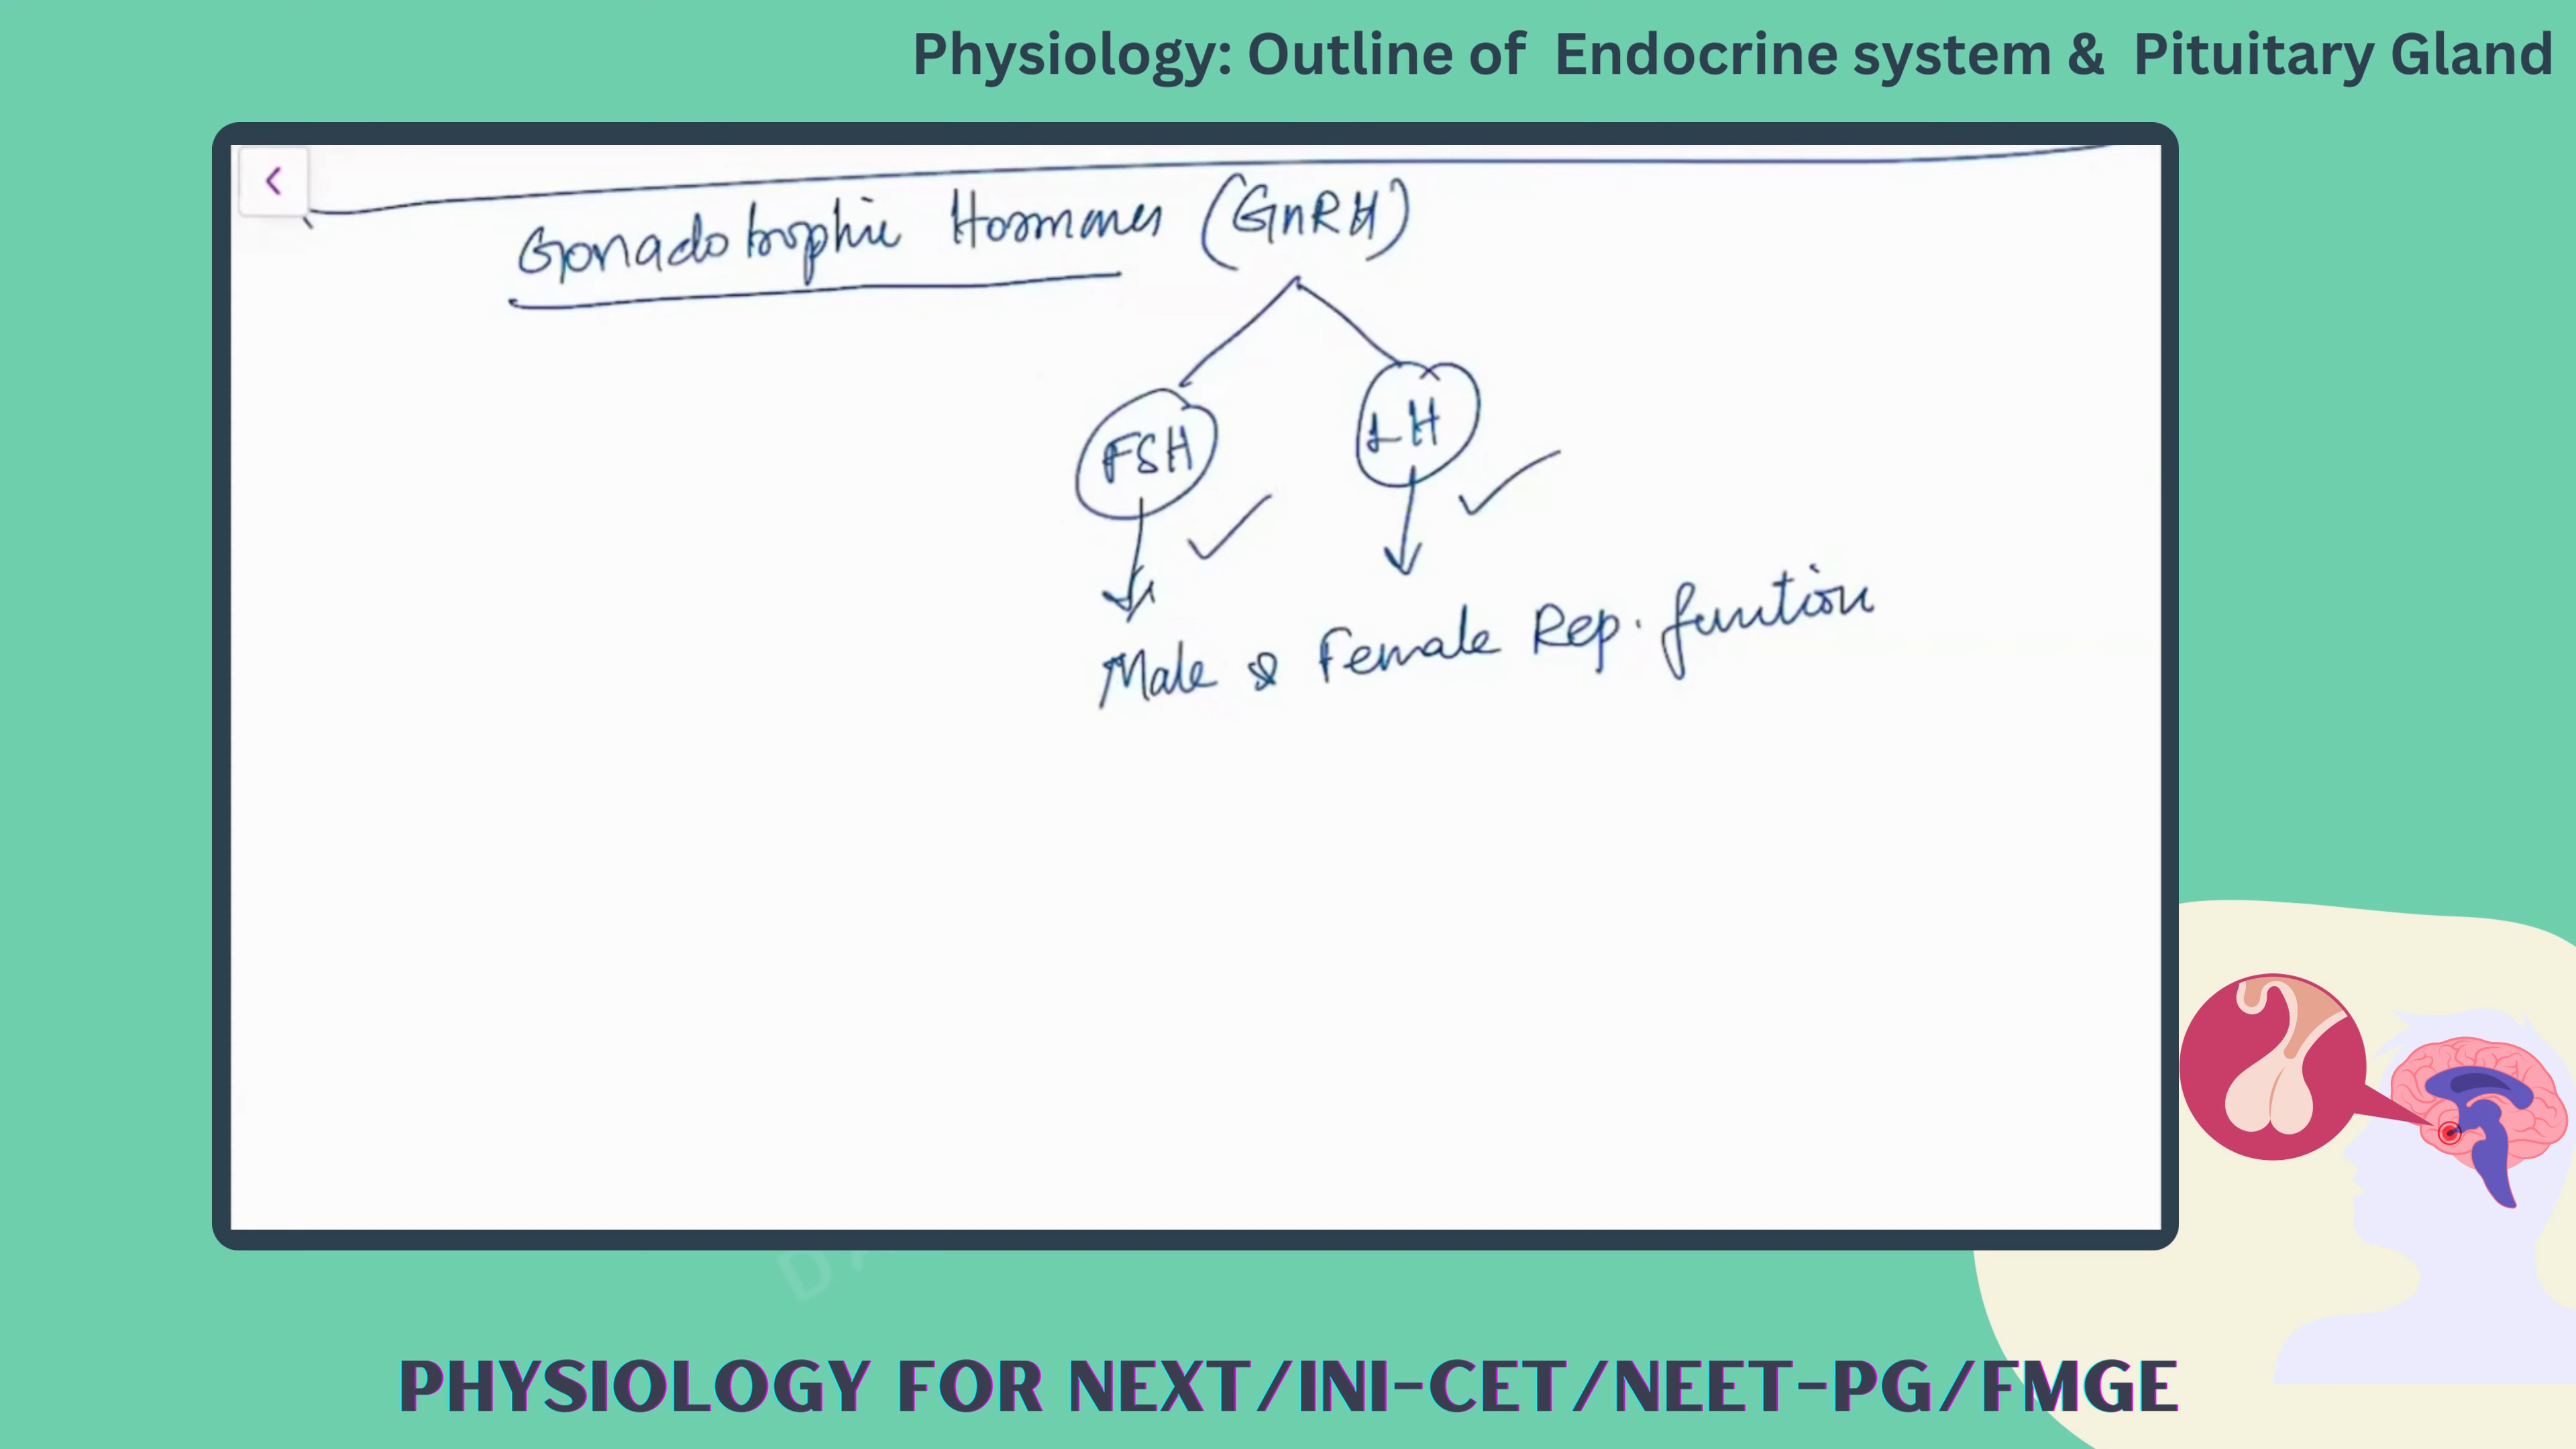 Physiology: Outline of Endocrine system & Pituitary Gland
Gonadotrophic Hormones (GnRH)
FSH LH
Male & Female Rep. function
PHYSIOLOGY FOR NEXT/INI-CET/NEET-PG/FMGE